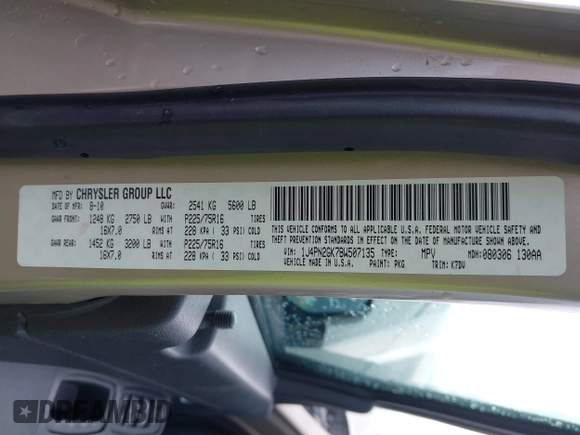 MFD BY CHRYSLER GROUP LLC
DATE OF MFR: 8-10 GVWR: 2541 KG 5600 LB
GAWR FRONT: 1248 KG 2750 LB WITH P225/75R16 TIRES
16X7.0 RIMS AT 228 KPA ( 33 PSI) COLD
GAWR REAR: 1452 KG 3200 LB WITH P225/75R16 TIRES
16X7.0 RIMS AT 228 KPA ( 33 PSI) COLD
THIS VEHICLE CONFORMS TO ALL APPLICABLE U.S.A. FEDERAL MOTOR VEHICLE SAFETY AND
THEFT PREVENTION STANDARDS IN EFFECT ON THE DATE OF MANUFACTURE SHOWN ABOVE.
VIN: 1J4PN2GK7BW507135 TYPE: MPV MDH: 080306 130AA
VEHICLE MADE IN U.S.A. PAINT: PKG TRIM: K7DV
DREAMBID